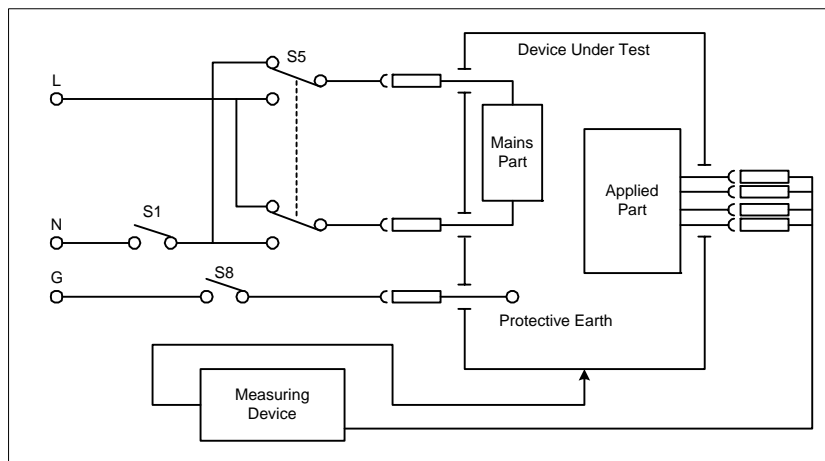 S5
Device Under Test
L
Mains
Part
Applied
Part
S1
N
G
S8
Protective Earth
Measuring
Device